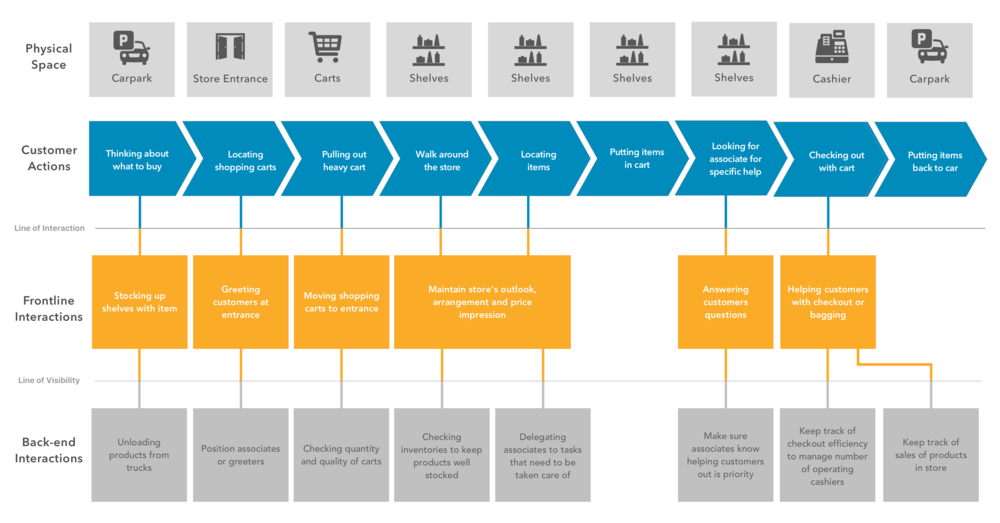 Physical
Space
P
Carpark
Store Entrance
Carts
Shelves
Shelves
Shelves
Shelves
Cashier
P
Carpark
Customer
Actions
Thinking about
what to buy
Locating
shopping carts
Pulling out
heavy cart
Walk around
the store
Locating
items
Putting items
in cart
Looking for
associate for
specific help
Checking out
with cart
Putting items
back to car
Line of Interaction
Frontline
Interactions
Stocking up
shelves with item
Greeting
customers at
entrance
Moving shopping
carts to entrance
Maintain store's outlook,
arrangement and price
impression
Answering
customers
questions
Helping customers
with checkout or
bagging
Line of Visibility
Back-end
Interactions
Unloading
products from
trucks
Position associates
or greeters
Checking quantity
and quality of carts
Checking
inventories to keep
products well
stocked
Delegating
associates to tasks
that need to be
taken care of
Make sure
associates know
helping customers
out is priority
Keep track of
checkout efficiency
to manage number
of operating
cashiers
Keep track of
sales of products
in store